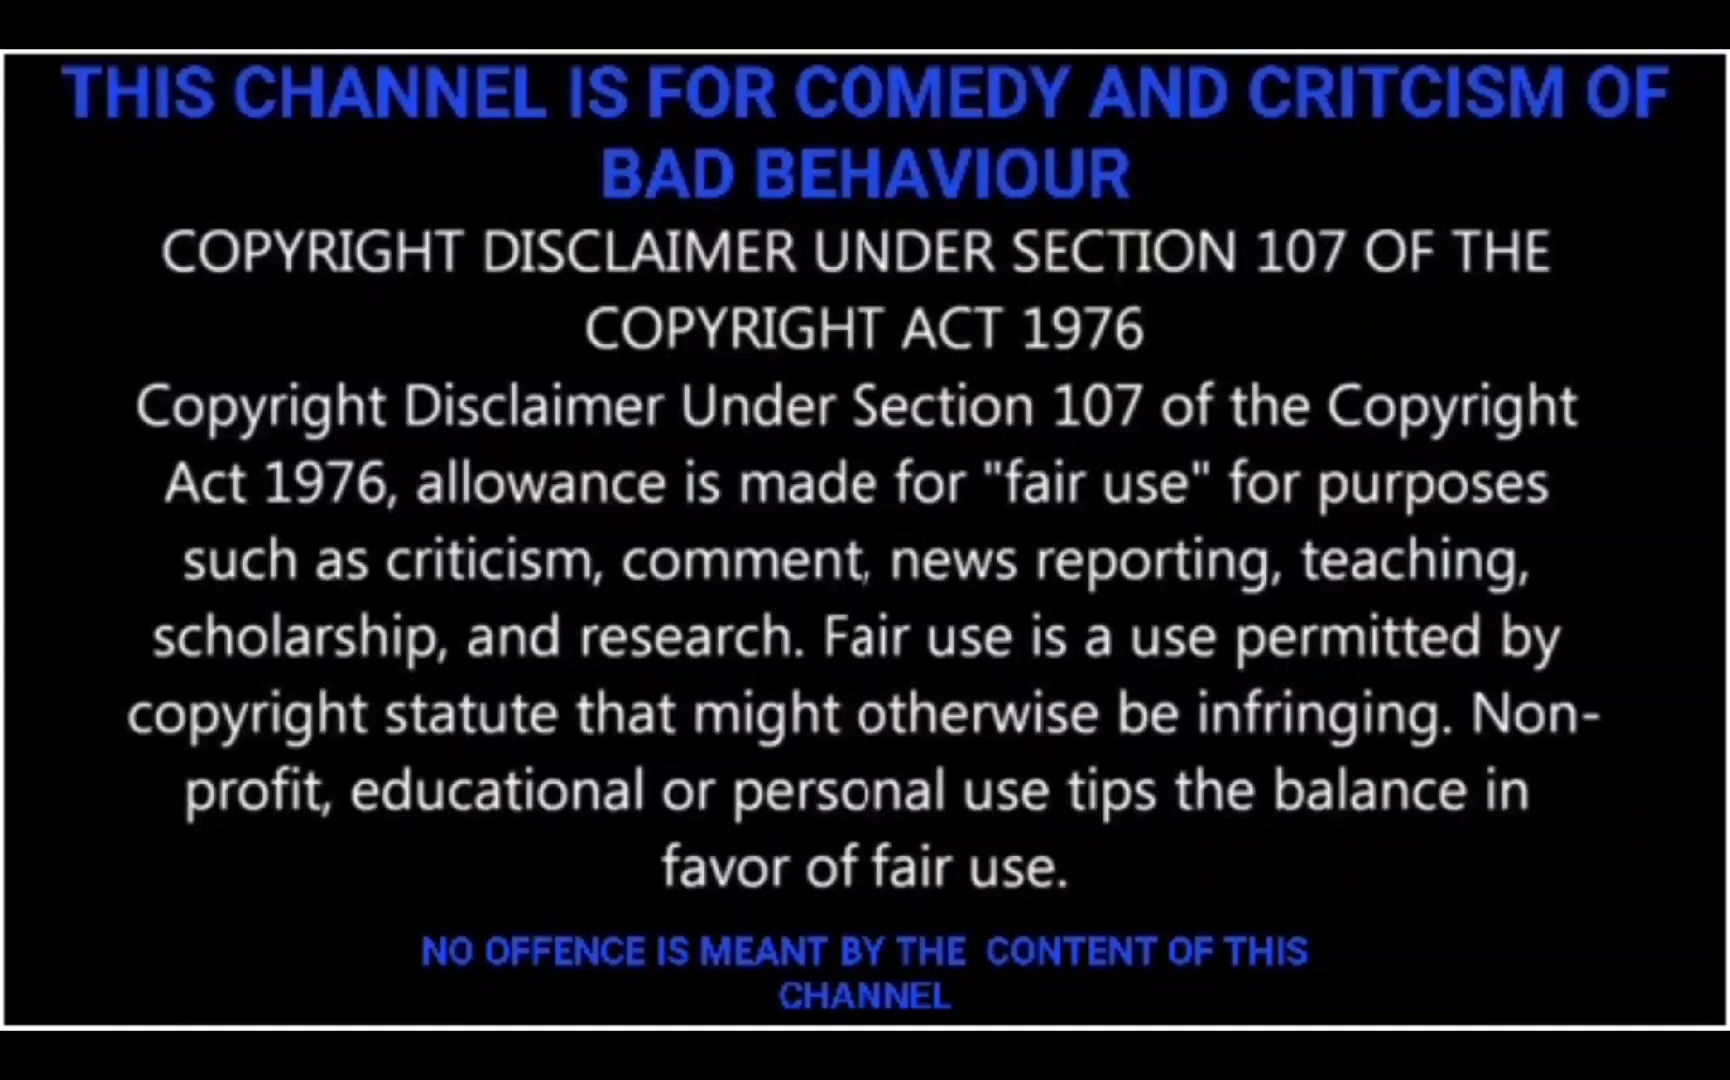 THIS CHANNEL IS FOR COMEDY AND CRITCISM OF
BAD BEHAVIOUR
COPYRIGHT DISCLAIMER UNDER SECTION 107 OF THE
COPYRIGHT ACT 1976
Copyright Disclaimer Under Section 107 of the Copyright
Act 1976, allowance is made for "fair use" for purposes
such as criticism, comment, news reporting, teaching,
scholarship, and research. Fair use is a use permitted by
copyright statute that might otherwise be infringing. Non-
profit, educational or personal use tips the balance in
favor of fair use.
NO OFFENCE IS MEANT BY THE CONTENT OF THIS
CHANNEL